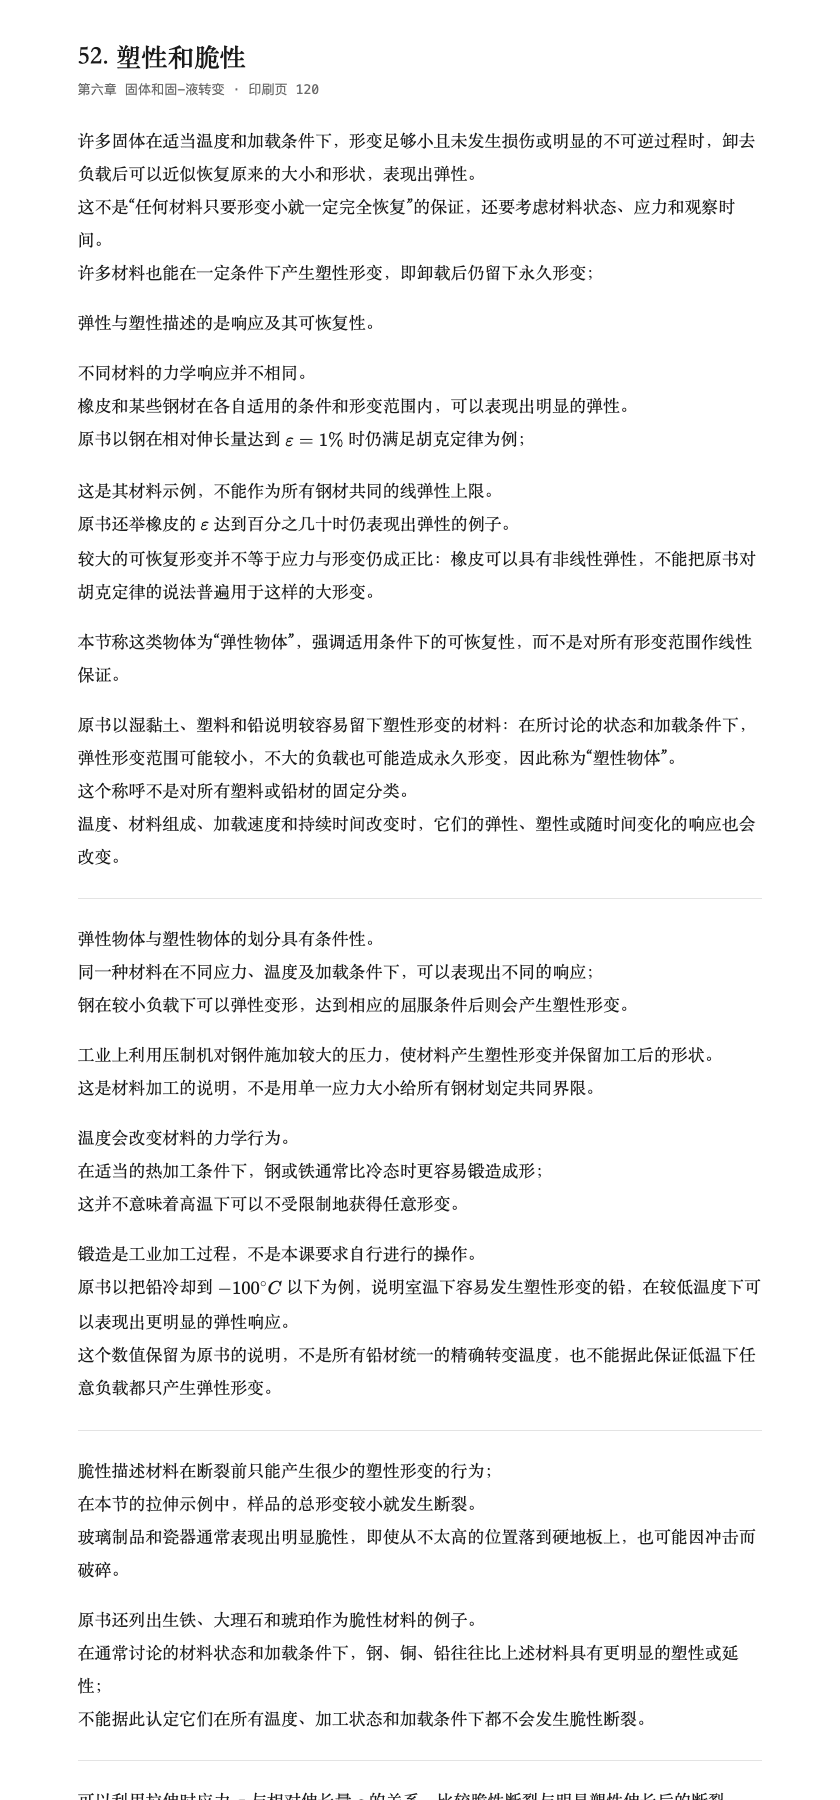 52. 塑性和脆性
第六章 固体和固–液转变 · 印刷页 120
许多固体在适当温度和加载条件下，形变足够小且未发生损伤或明显的不可逆过程时，卸去
负载后可以近似恢复原来的大小和形状，表现出弹性。
这不是“任何材料只要形变小就一定完全恢复”的保证，还要考虑材料状态、应力和观察时
间。
许多材料也能在一定条件下产生塑性形变，即卸载后仍留下永久形变；
弹性与塑性描述的是响应及其可恢复性。
不同材料的力学响应并不相同。
橡皮和某些钢材在各自适用的条件和形变范围内，可以表现出明显的弹性。
原书以钢在相对伸长量达到 ε = 1% 时仍满足胡克定律为例；
这是其材料示例，不能作为所有钢材共同的线弹性上限。
原书还举橡皮的 ε 达到百分之几十时仍表现出弹性的例子。
较大的可恢复形变并不等于应力与形变仍成正比：橡皮可以具有非线性弹性，不能把原书对
胡克定律的说法普遍用于这样的大形变。
本节称这类物体为“弹性物体”，强调适用条件下的可恢复性，而不是对所有形变范围作线性
保证。
原书以湿黏土、塑料和铅说明较容易留下塑性形变的材料：在所讨论的状态和加载条件下，
弹性形变范围可能较小，不大的负载也可能造成永久形变，因此称为“塑性物体”。
这个称呼不是对所有塑料或铅材的固定分类。
温度、材料组成、加载速度和持续时间改变时，它们的弹性、塑性或随时间变化的响应也会
改变。
弹性物体与塑性物体的划分具有条件性。
同一种材料在不同应力、温度及加载条件下，可以表现出不同的响应；
钢在较小负载下可以弹性变形，达到相应的屈服条件后则会产生塑性形变。
工业上利用压制机对钢件施加较大的压力，使材料产生塑性形变并保留加工后的形状。
这是材料加工的说明，不是用单一应力大小给所有钢材划定共同界限。
温度会改变材料的力学行为。
在适当的热加工条件下，钢或铁通常比冷态时更容易锻造成形；
这并不意味着高温下可以不受限制地获得任意形变。
锻造是工业加工过程，不是本课要求自行进行的操作。
原书以把铅冷却到 −100°C 以下为例，说明室温下容易发生塑性形变的铅，在较低温度下可
以表现出更明显的弹性响应。
这个数值保留为原书的说明，不是所有铅材统一的精确转变温度，也不能据此保证低温下任
意负载都只产生弹性形变。
脆性描述材料在断裂前只能产生很少的塑性形变的行为；
在本节的拉伸示例中，样品的总形变较小就发生断裂。
玻璃制品和瓷器通常表现出明显脆性，即使从不太高的位置落到硬地板上，也可能因冲击而
破碎。
原书还列出生铁、大理石和琥珀作为脆性材料的例子。
在通常讨论的材料状态和加载条件下，钢、铜、铅往往比上述材料具有更明显的塑性或延
性；
不能据此认定它们在所有温度、加工状态和加载条件下都不会发生脆性断裂。